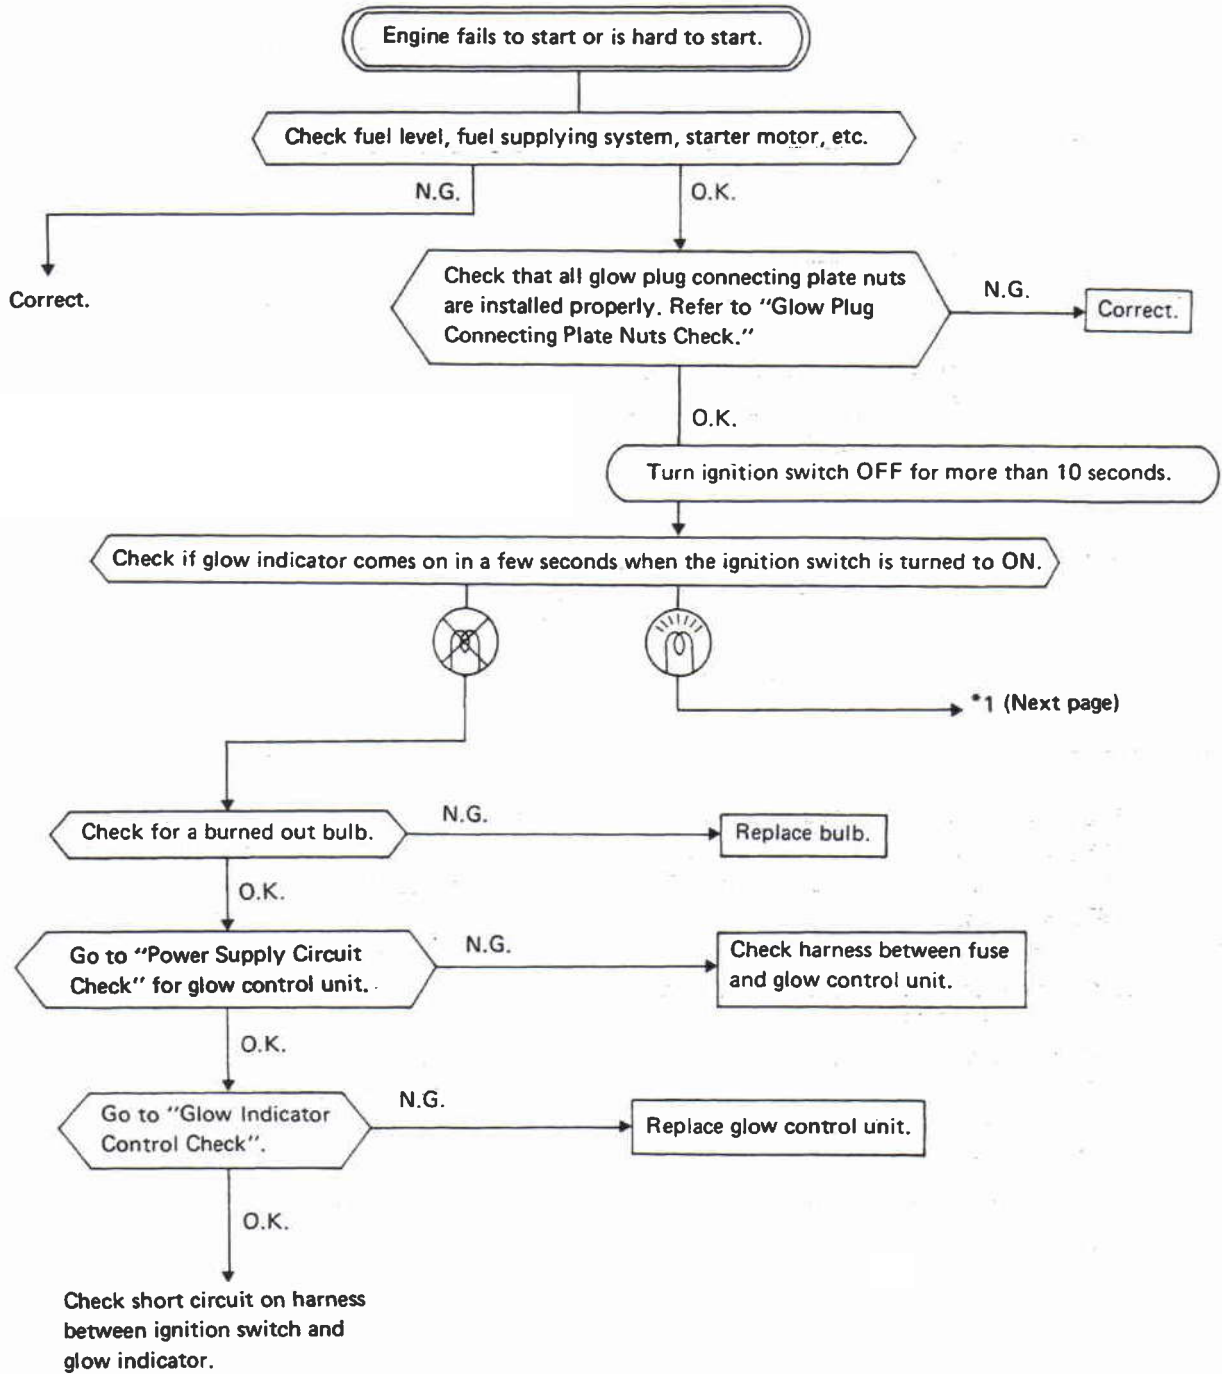 Engine fails to start or is hard to start.
Check fuel level, fuel supplying system, starter motor, etc.
N.G.
O.K.
Correct.
Check that all glow plug connecting plate nuts
are installed properly. Refer to "Glow Plug
Connecting Plate Nuts Check."
N.G.
Correct.
O.K.
Turn ignition switch OFF for more than 10 seconds.
Check if glow indicator comes on in a few seconds when the ignition switch is turned to ON.
*1 (Next page)
Check for a burned out bulb.
N.G.
Replace bulb.
O.K.
Go to "Power Supply Circuit
Check" for glow control unit.
N.G.
Check harness between fuse
and glow control unit.
O.K.
Go to "Glow Indicator
Control Check".
N.G.
Replace glow control unit.
O.K.
Check short circuit on harness
between ignition switch and
glow indicator.